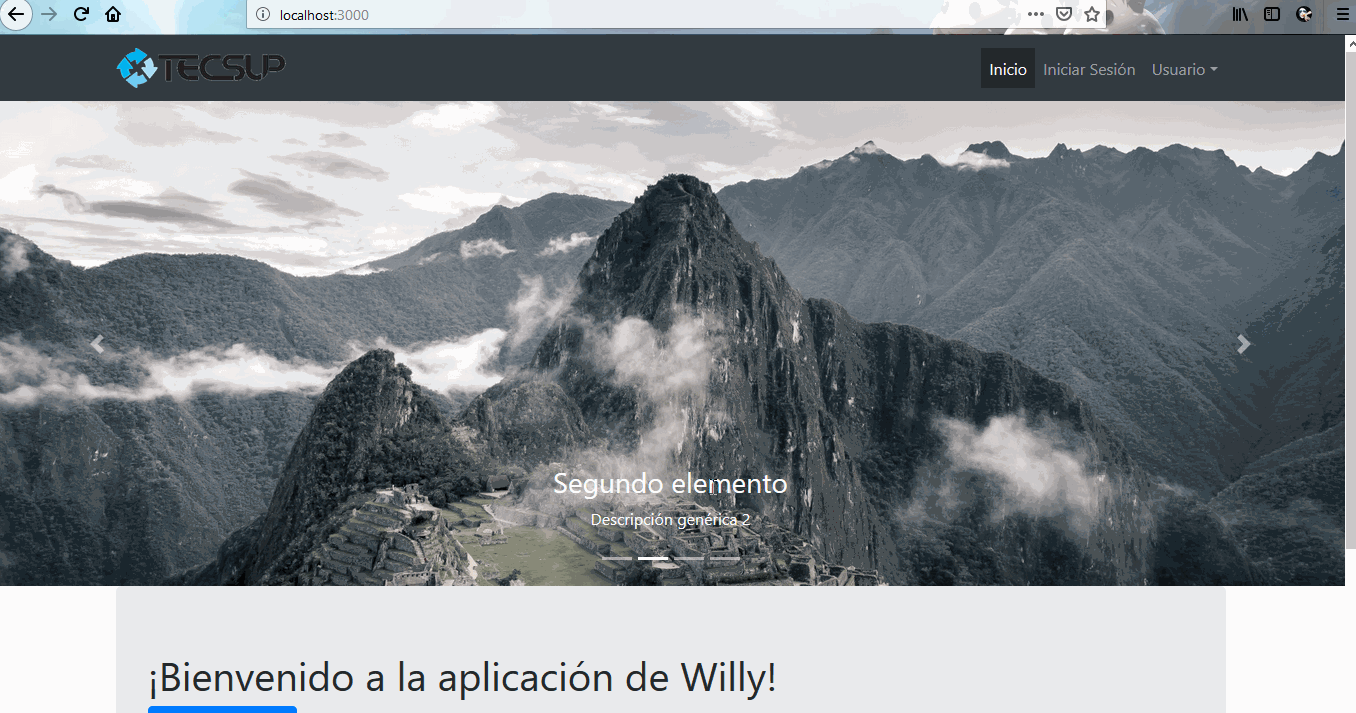 localhost:3000
TECSUP
Inicio
Iniciar Sesión
Usuario
Segundo elemento
Descripción genérica 2
¡Bienvenido a la aplicación de Willy!